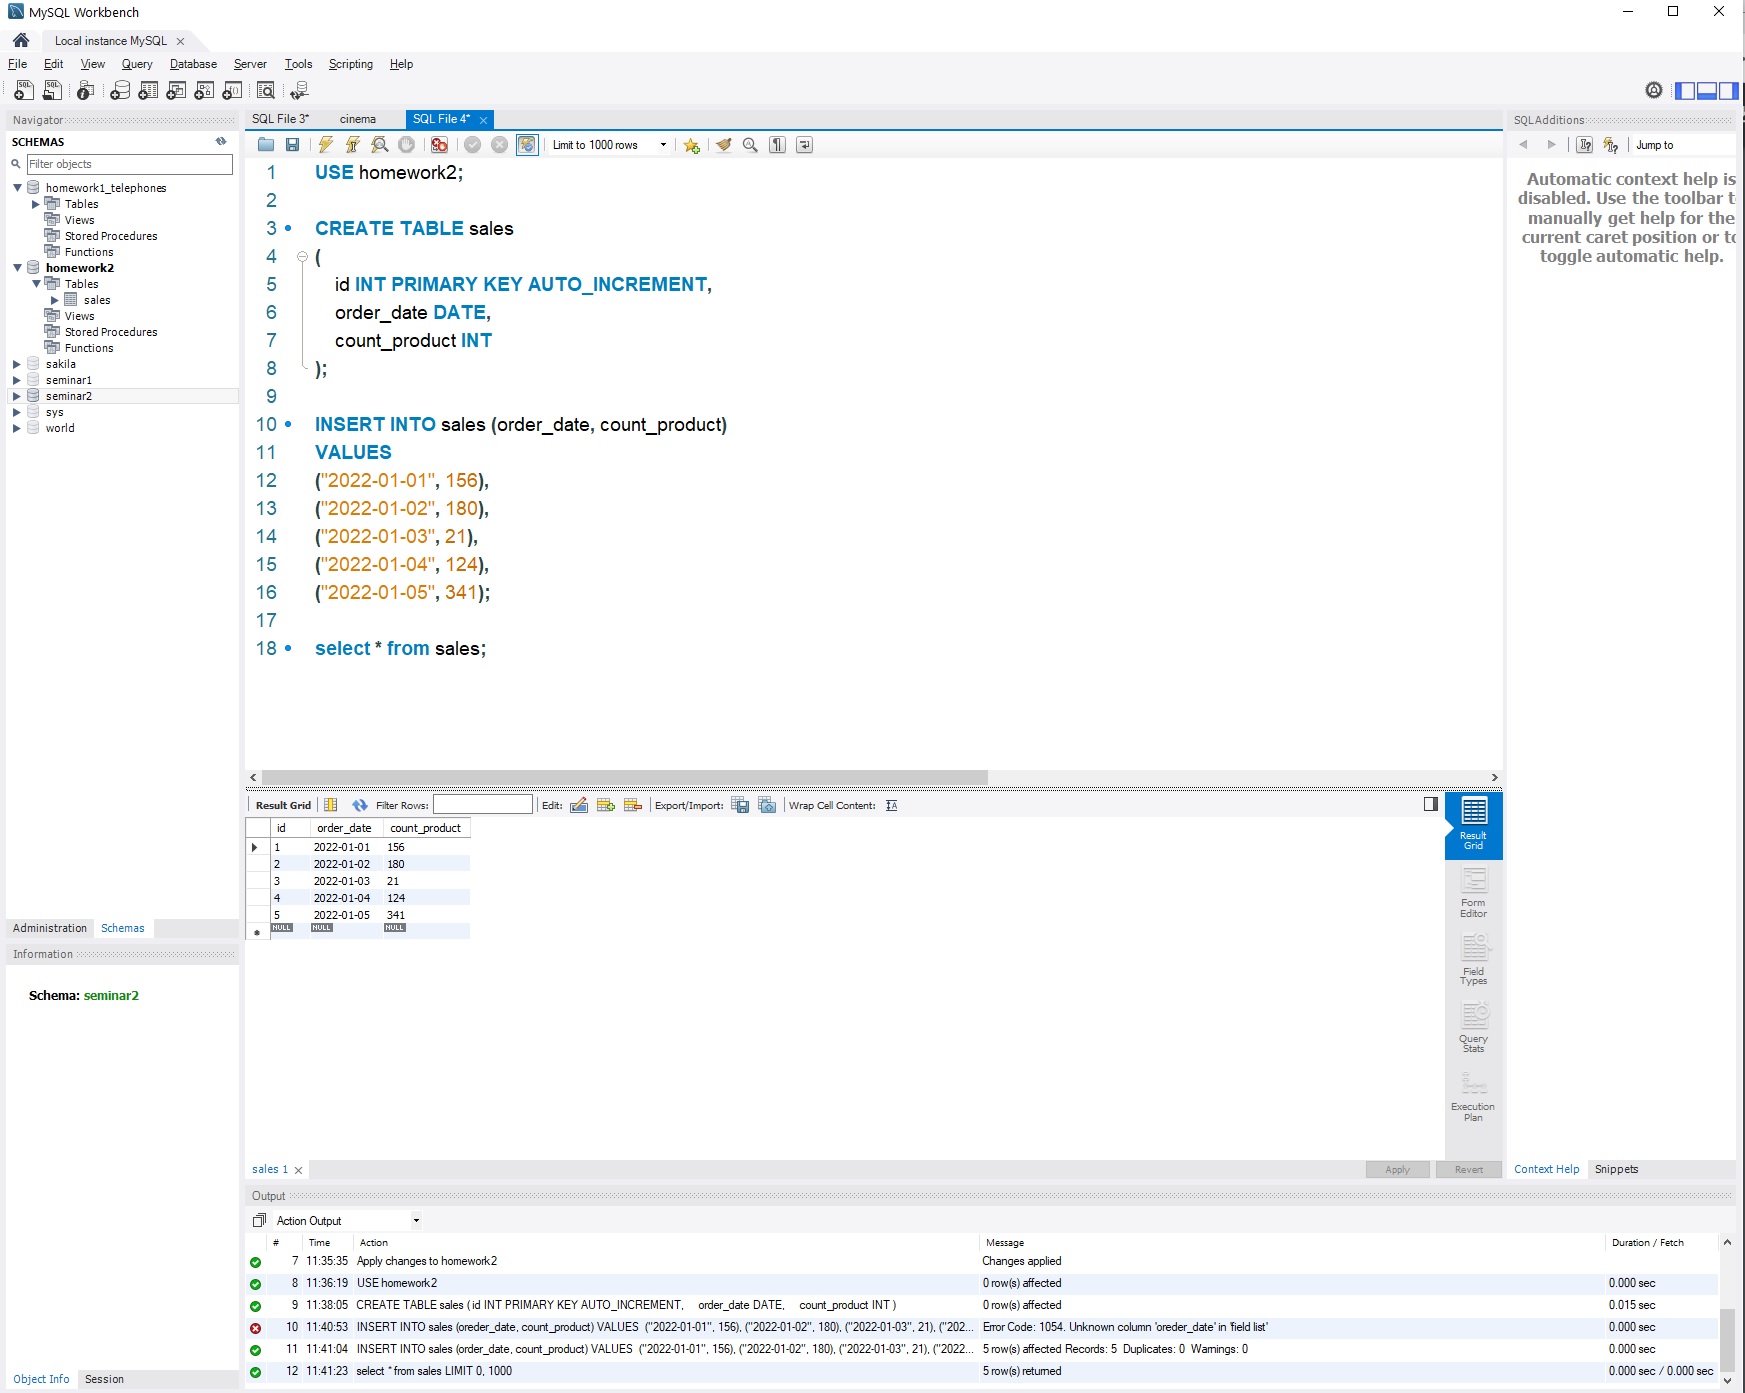 MySQL Workbench
Local instance MySQL
File Edit View Query Database Server Tools Scripting Help
Navigator
SCHEMAS
Filter objects
homework1_telephones
Tables
Views
Stored Procedures
Functions
homework2
Tables
sales
Views
Stored Procedures
Functions
sakila
seminar1
seminar2
sys
world
Administration Schemas
Information
Schema: seminar2
Object Info Session
SQL File 3* cinema SQL File 4*
Limit to 1000 rows
1 USE homework2;
2
3 CREATE TABLE sales
4 (
5 id INT PRIMARY KEY AUTO_INCREMENT,
6 order_date DATE,
7 count_product INT
8 );
9
10 INSERT INTO sales (order_date, count_product)
11 VALUES
12 ("2022-01-01", 156),
13 ("2022-01-02", 180),
14 ("2022-01-03", 21),
15 ("2022-01-04", 124),
16 ("2022-01-05", 341);
17
18 select * from sales;
Result Grid Filter Rows: Edit: Export/Import: Wrap Cell Content:
id order_date count_product
1 2022-01-01 156
2 2022-01-02 180
3 2022-01-03 21
4 2022-01-04 124
5 2022-01-05 341
NULL NULL NULL
Result
Grid
Form
Editor
Field
Types
Query
Stats
Execution
Plan
sales 1
Apply Revert
SQLAdditions
Jump to
Automatic context help is
disabled. Use the toolbar t
manually get help for the
current caret position or to
toggle automatic help.
Context Help Snippets
Output
Action Output
# Time Action Message Duration / Fetch
7 11:35:35 Apply changes to homework2 Changes applied
8 11:36:19 USE homework2 0 row(s) affected 0.000 sec
9 11:38:05 CREATE TABLE sales ( id INT PRIMARY KEY AUTO_INCREMENT, order_date DATE, count_product INT ) 0 row(s) affected 0.015 sec
10 11:40:53 INSERT INTO sales (oreder_date, count_product) VALUES ("2022-01-01", 156), ("2022-01-02", 180), ("2022-01-03", 21), ("202... Error Code: 1054. Unknown column 'oreder_date' in 'field list' 0.000 sec
11 11:41:04 INSERT INTO sales (order_date, count_product) VALUES ("2022-01-01", 156), ("2022-01-02", 180), ("2022-01-03", 21), ("2022... 5 row(s) affected Records: 5 Duplicates: 0 Warnings: 0 0.000 sec
12 11:41:23 select * from sales LIMIT 0, 1000 5 row(s) returned 0.000 sec / 0.000 sec